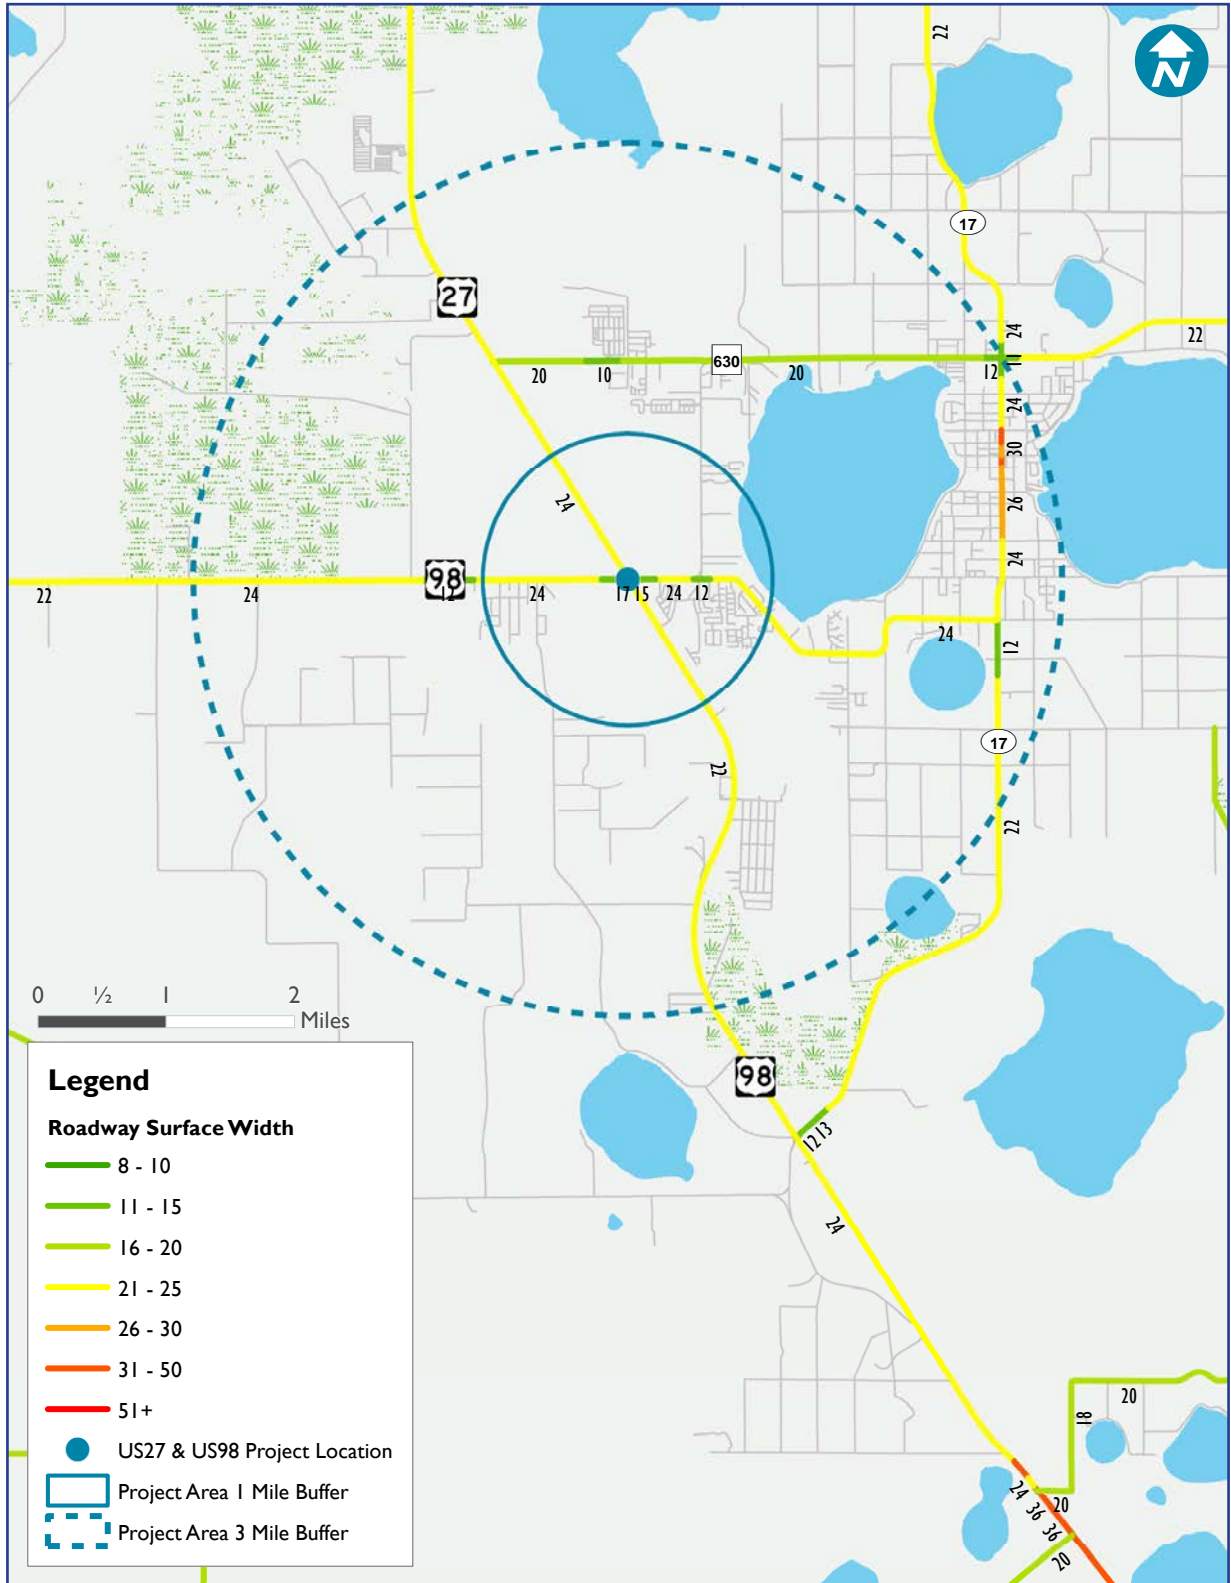 22
N
17
27
24
22
630
20
10
20
12
11
24
30
24
26
24
98
12
22
24
24
17 15
24
12
24
12
17
22
22
0 ½ 1 2
Miles
98
12 13
24
Legend
Roadway Surface Width
8 - 10
11 - 15
16 - 20
21 - 25
26 - 30
31 - 50
51+
US27 & US98 Project Location
Project Area 1 Mile Buffer
Project Area 3 Mile Buffer
20
18
24
36
20
36
20